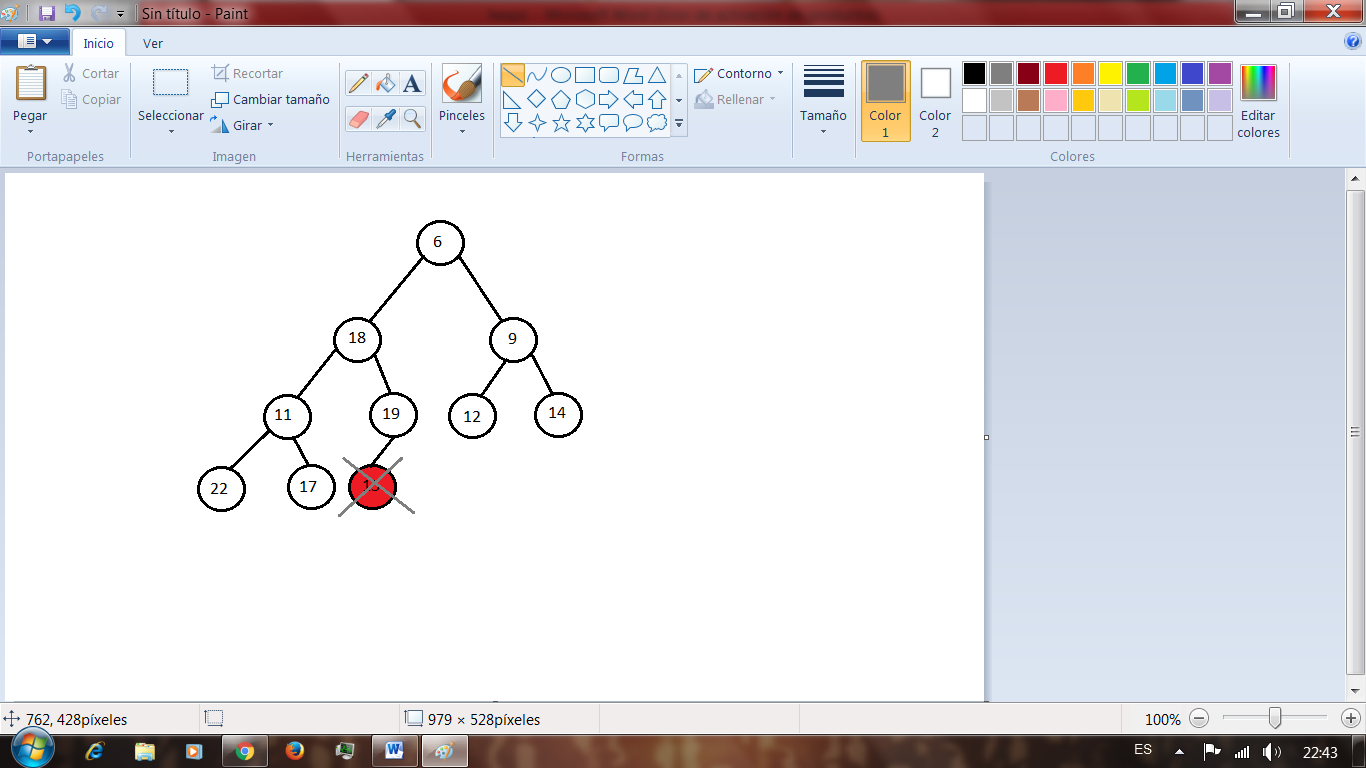 Sin título - Paint
Inicio
Ver
Pegar
Cortar
Copiar
Portapapeles
Seleccionar
Recortar
Cambiar tamaño
Girar
Imagen
A
Herramientas
Pinceles
Contorno
Rellenar
Formas
Tamaño
Color
1
Color
2
Editar
colores
Colores
6
18
9
11
19
12
14
22
17
762, 428píxeles
979 × 528píxeles
100%
W
ES
22:43